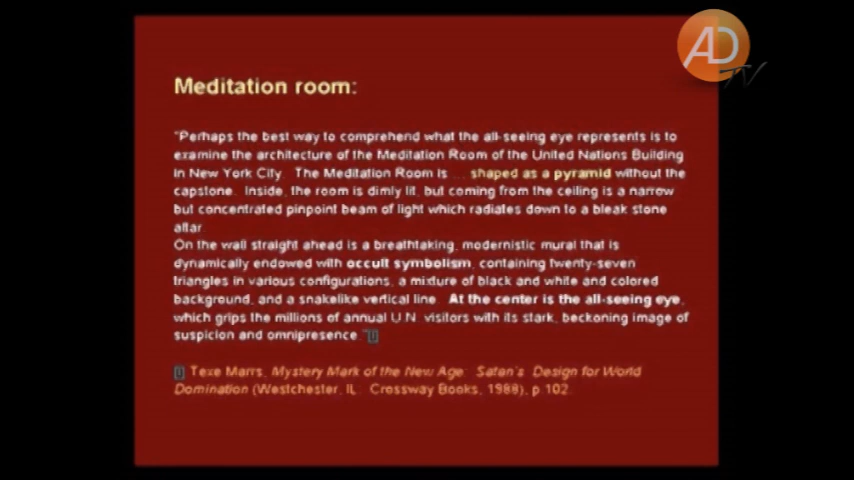 AD
TV
Meditation room:
"Perhaps the best way to comprehend what the all-seeing eye represents is to
examine the architecture of the Meditation Room of the United Nations Building
in New York City. The Meditation Room is ... shaped as a pyramid without the
capstone. Inside, the room is dimly lit, but coming from the ceiling is a narrow
but concentrated pinpoint beam of light which radiates down to a bleak stone
altar.
On the wall straight ahead is a breathtaking, modernistic mural that is
dynamically endowed with occult symbolism, containing twenty-seven
triangles in various configurations, a mixture of black and white and colored
background, and a snakelike vertical line. At the center is the all-seeing eye,
which grips the millions of annual U.N. visitors with its stark, beckoning image of
suspicion and omnipresence."[i]
[i] Texe Marrs, Mystery Mark of the New Age: Satan's Design for World
Domination (Westchester, IL: Crossway Books, 1988), p.102.